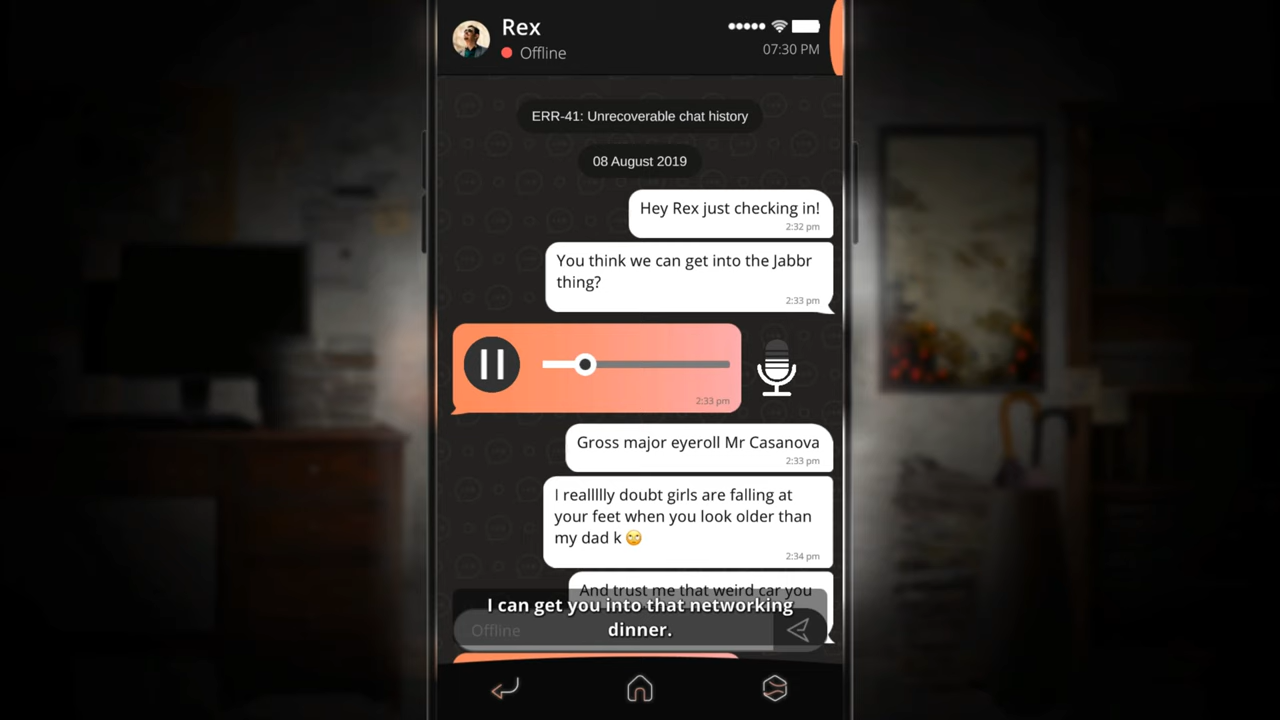 Rex
Offline
07:30 PM
ERR-41: Unrecoverable chat history
08 August 2019
Hey Rex just checking in!
2:32 pm
You think we can get into the Jabbr
thing?
2:33 pm
2:33 pm
Gross major eyeroll Mr Casanova
2:33 pm
I reallllly doubt girls are falling at
your feet when you look older than
my dad k 🙄
2:34 pm
And trust me that weird car you
I can get you into that networking
dinner.
Offline